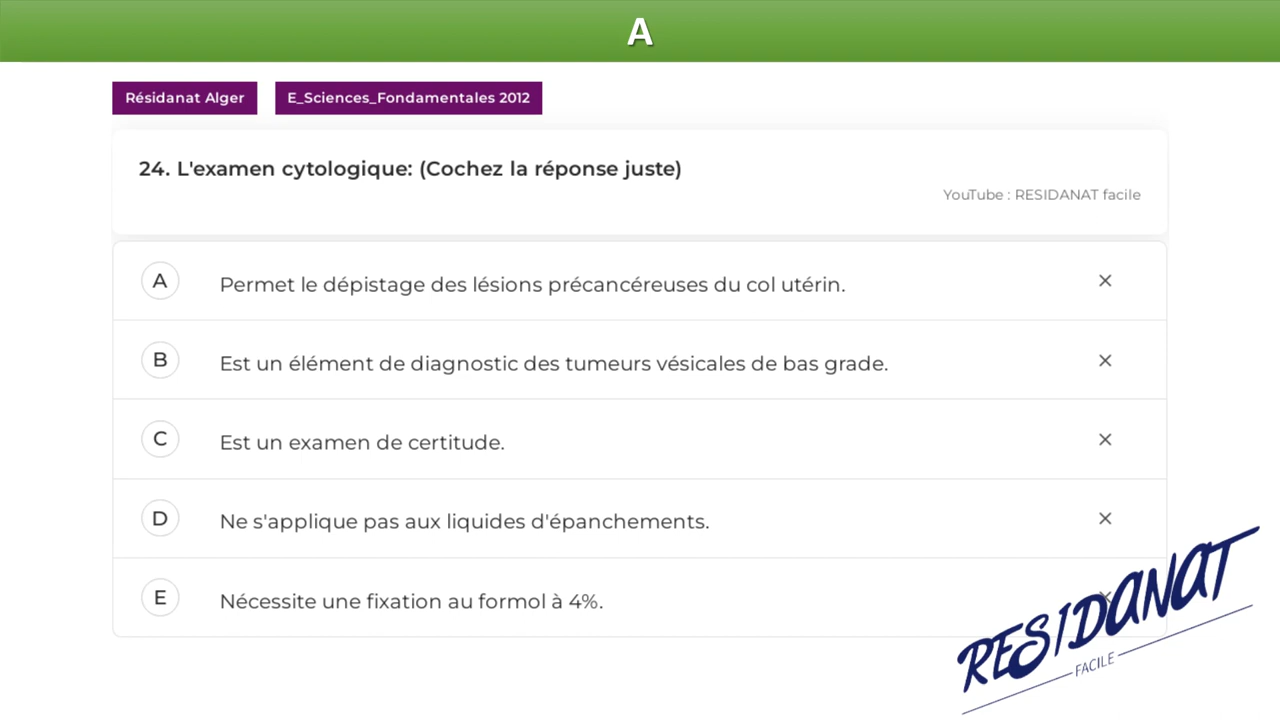 A
Résidanat Alger
E_Sciences_Fondamentales 2012
24. L'examen cytologique: (Cochez la réponse juste)
YouTube : RESIDANAT facile
A Permet le dépistage des lésions précancéreuses du col utérin. ×
B Est un élément de diagnostic des tumeurs vésicales de bas grade. ×
C Est un examen de certitude. ×
D Ne s'applique pas aux liquides d'épanchements. ×
E Nécessite une fixation au formol à 4%. ×
RESIDANAT
FACILE